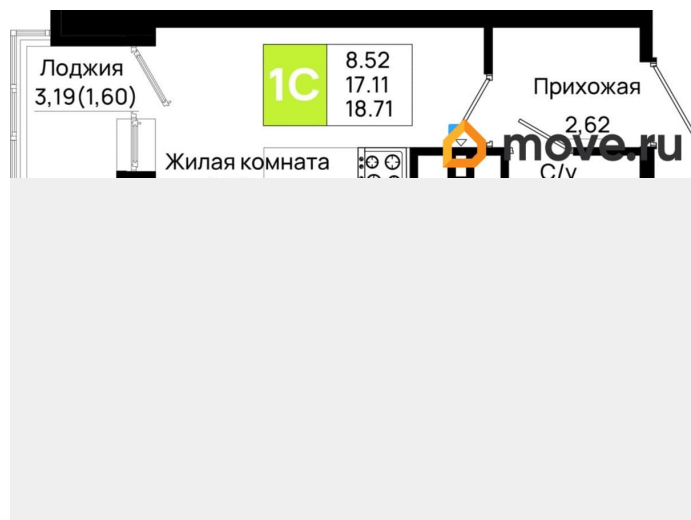 Лоджия
3,19(1,60)
1С
8.52
17.11
18.71
Прихожая
2,62
move.ru
Жилая комната
С/у